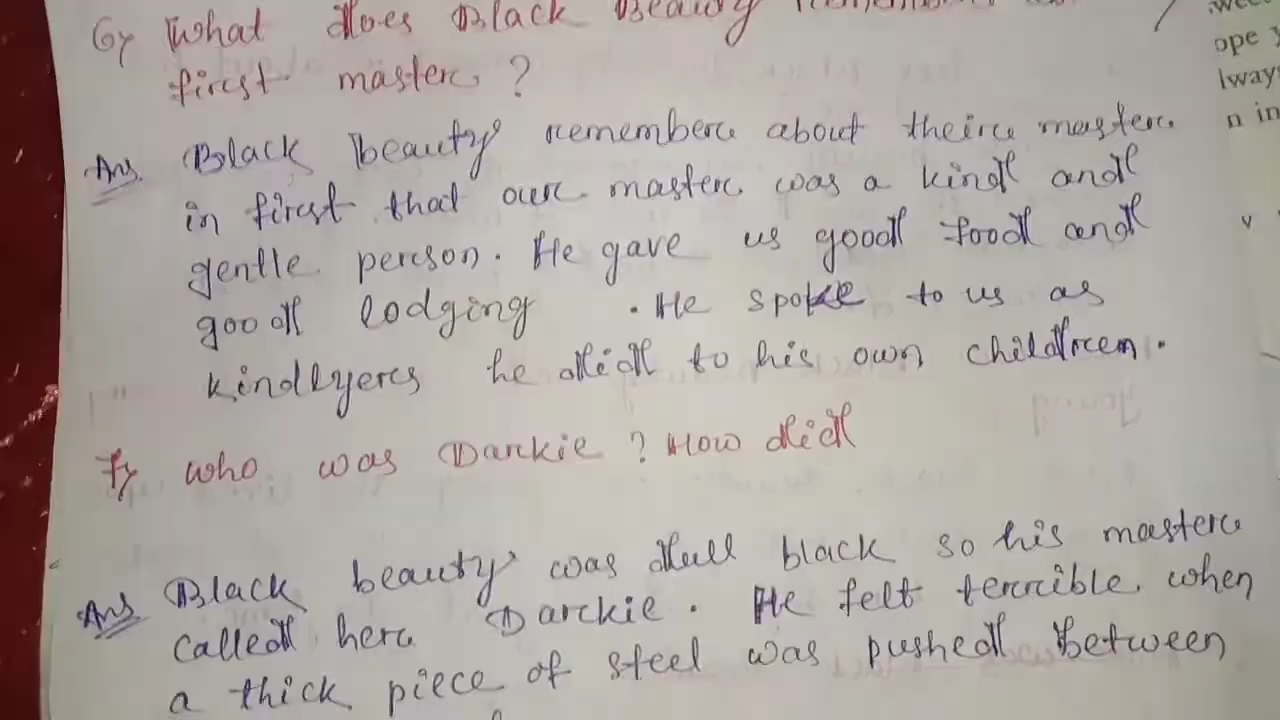 6) What does Black Beauty
first master ?
Ans. Black beauty remember about their master
in first that our master was a kind and
gentle person. He gave us good food and
good lodging . He spoke to us as
kindlyers he did to his own children.
7) who was Darkie ? How did
Ans Black beauty was dull black so his master
called her Darkie. He felt terrible when
a thick piece of steel was pushed between
ope
lway
n in
v